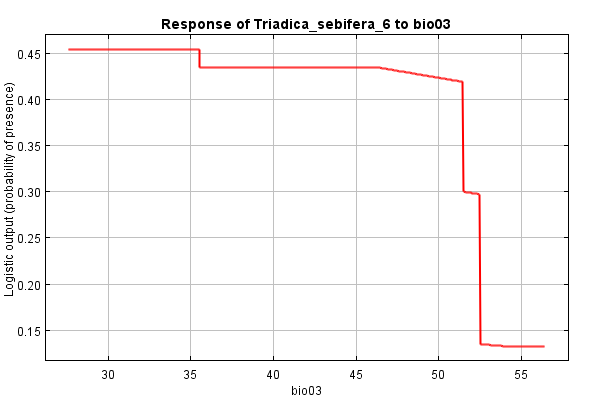 Response of Triadica_sebifera_6 to bio03
Logistic output (probability of presence)
0.45
0.40
0.35
0.30
0.25
0.20
0.15
30 35 40 45 50 55
bio03